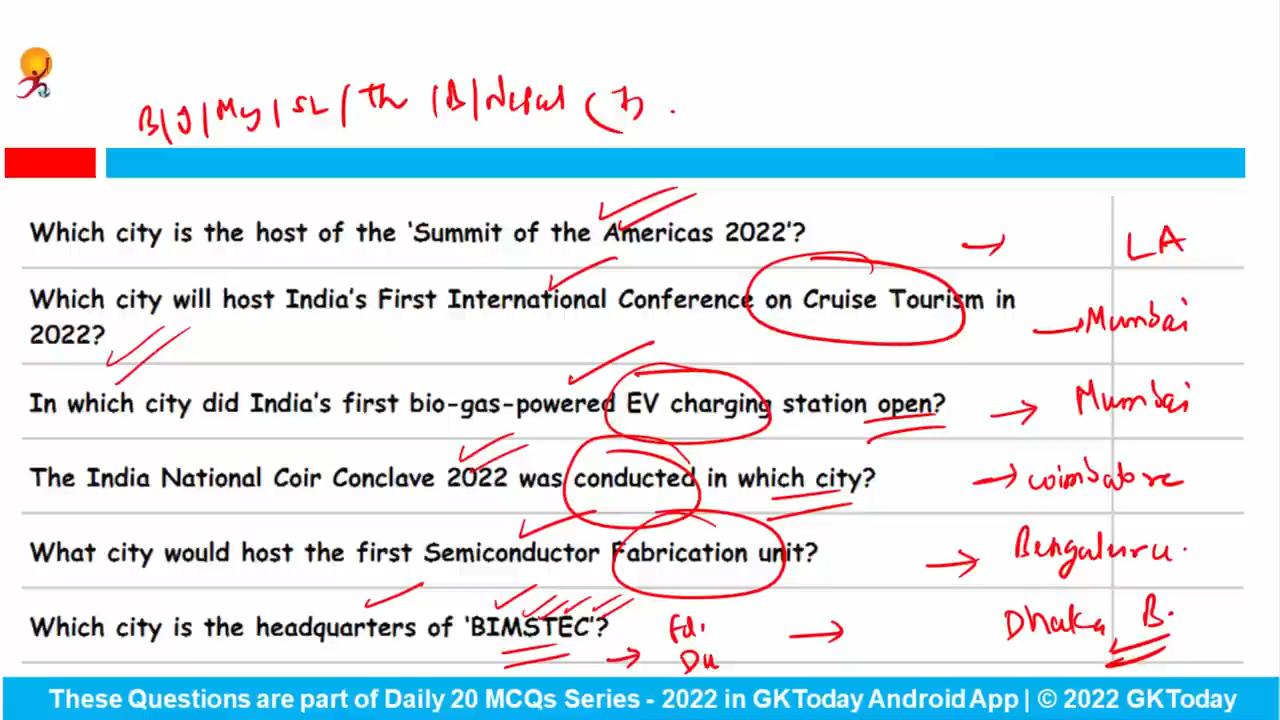 B/I/My/SL/Th/B/Nepal (7).
Which city is the host of the ‘Summit of the Americas 2022’? → LA
Which city will host India’s First International Conference on Cruise Tourism in
2022? → Mumbai
In which city did India’s first bio-gas-powered EV charging station open? → Mumbai
The India National Coir Conclave 2022 was conducted in which city? → coimbatore
What city would host the first Semiconductor Fabrication unit? → Bengaluru.
Which city is the headquarters of ‘BIMSTEC’? → Dhaka B.
These Questions are part of Daily 20 MCQs Series - 2022 in GKToday Android App | © 2022 GKToday